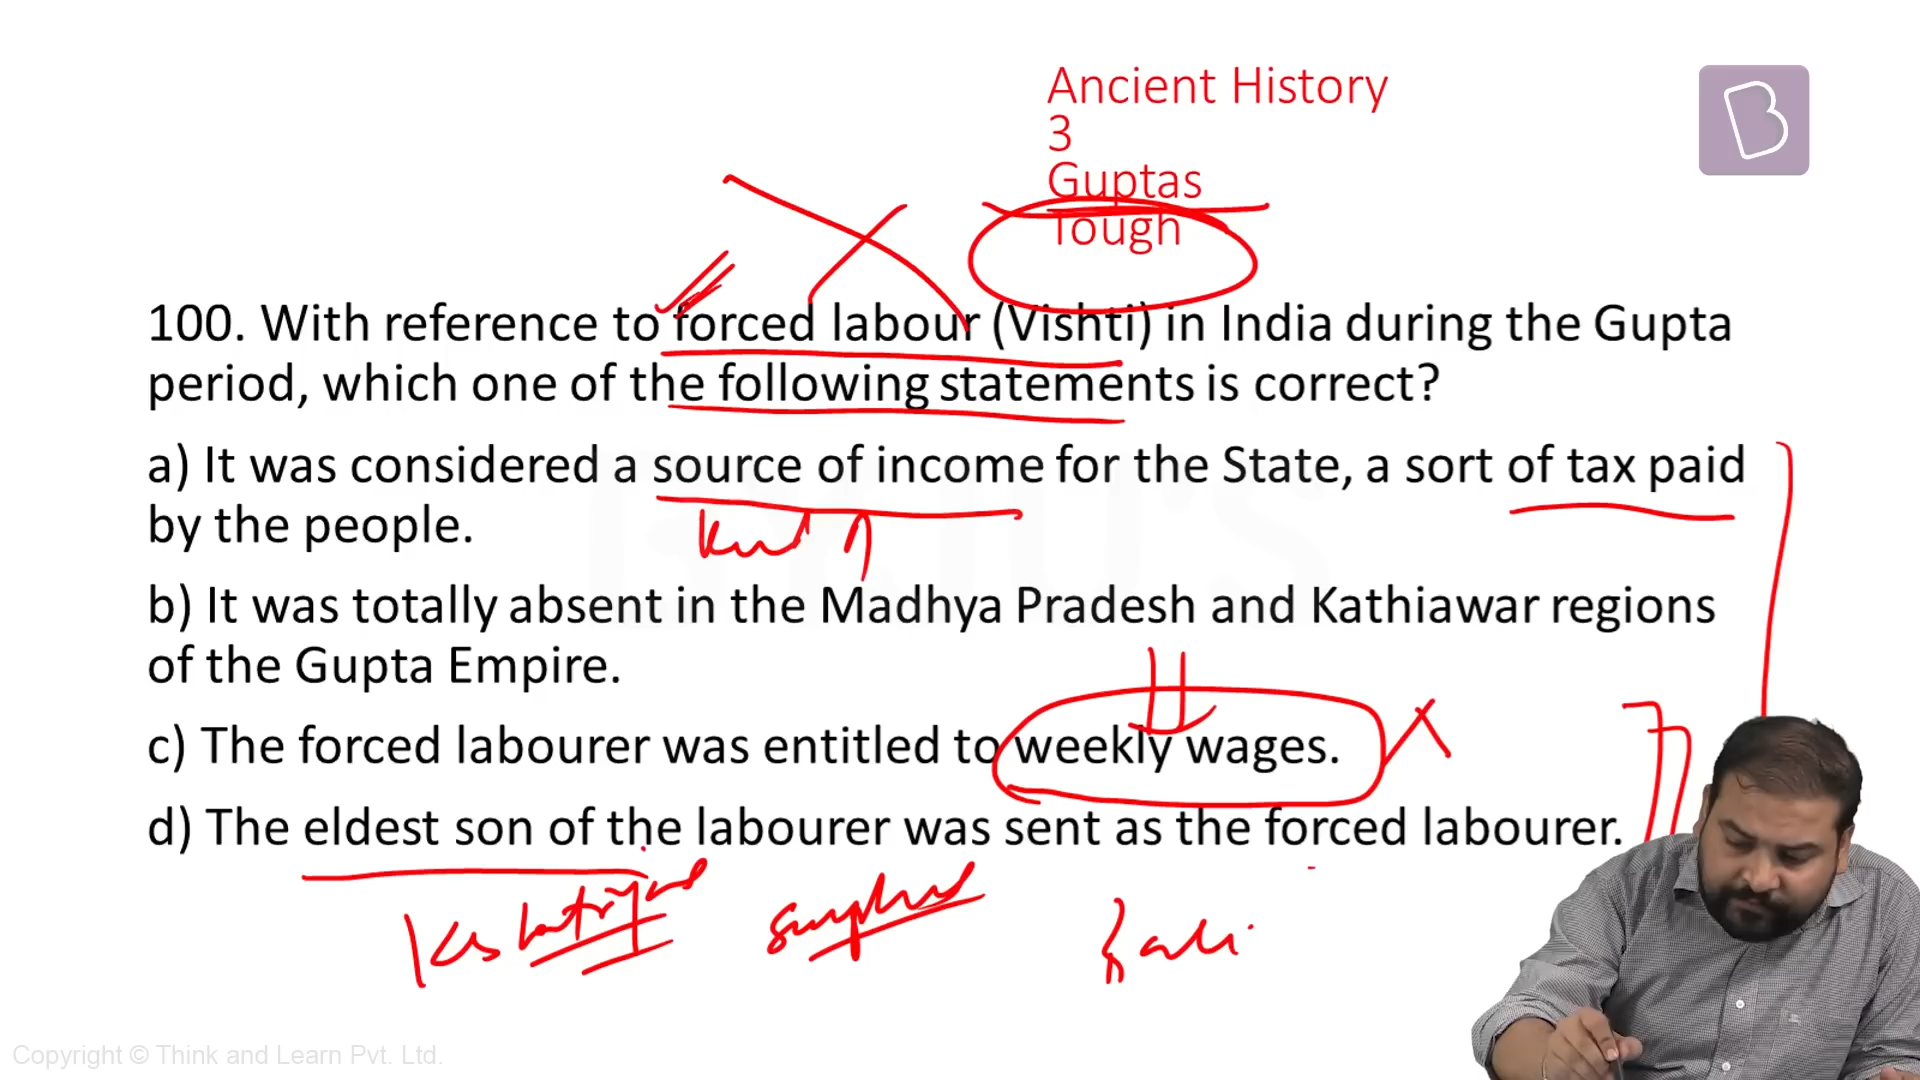 Ancient History
3
Guptas
Tough
100. With reference to forced labour (Vishti) in India during the Gupta
period, which one of the following statements is correct?
a) It was considered a source of income for the State, a sort of tax paid
by the people.
b) It was totally absent in the Madhya Pradesh and Kathiawar regions
of the Gupta Empire.
c) The forced labourer was entitled to weekly wages.
d) The eldest son of the labourer was sent as the forced labourer.
Kshatriyas surplus
Copyright © Think and Learn Pvt. Ltd.